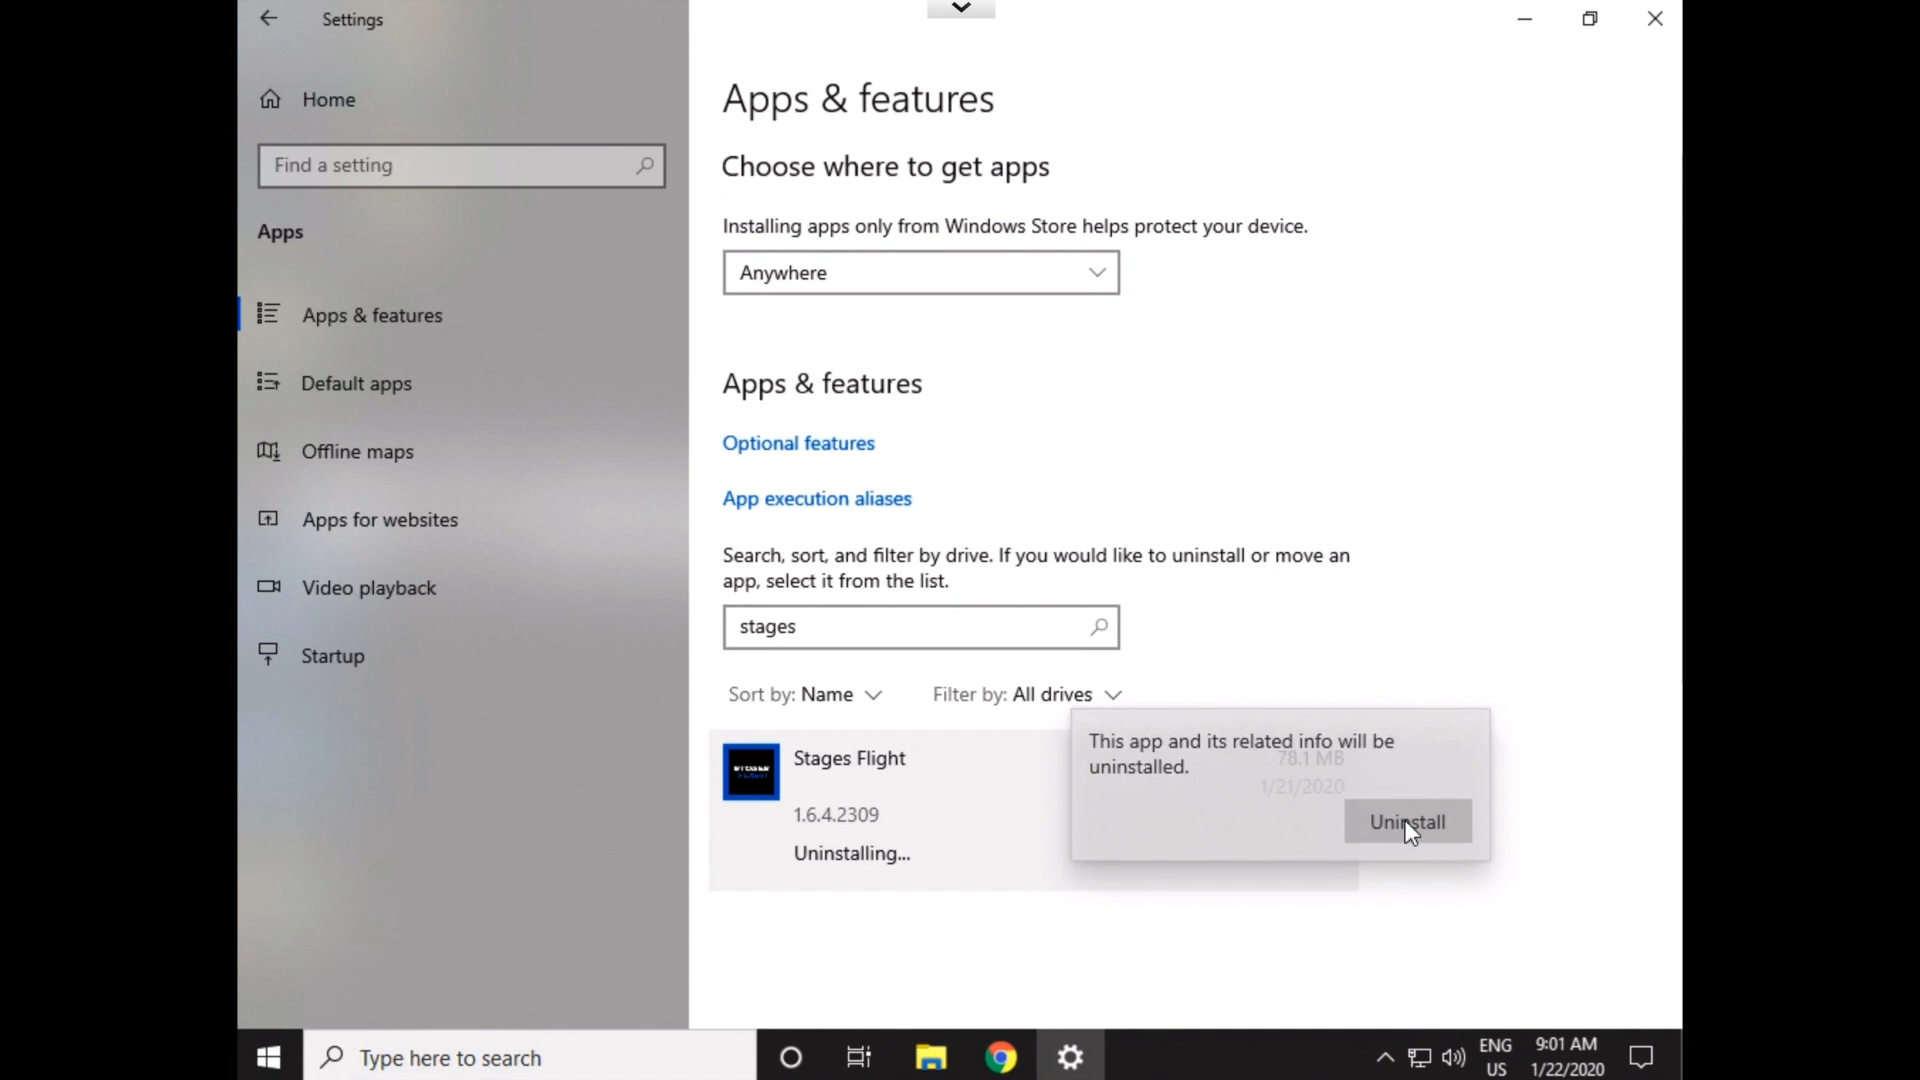 Settings
Home
Find a setting
Apps
Apps & features
Default apps
Offline maps
Apps for websites
Video playback
Startup
Apps & features
Choose where to get apps
Installing apps only from Windows Store helps protect your device.
Anywhere
Apps & features
Optional features
App execution aliases
Search, sort, and filter by drive. If you would like to uninstall or move an
app, select it from the list.
stages
Sort by: Name
Filter by: All drives
Stages Flight
1.6.4.2309
Uninstalling...
This app and its related info will be
uninstalled.
78.1 MB
1/21/2020
Uninstall
Type here to search
ENG
US
9:01 AM
1/22/2020